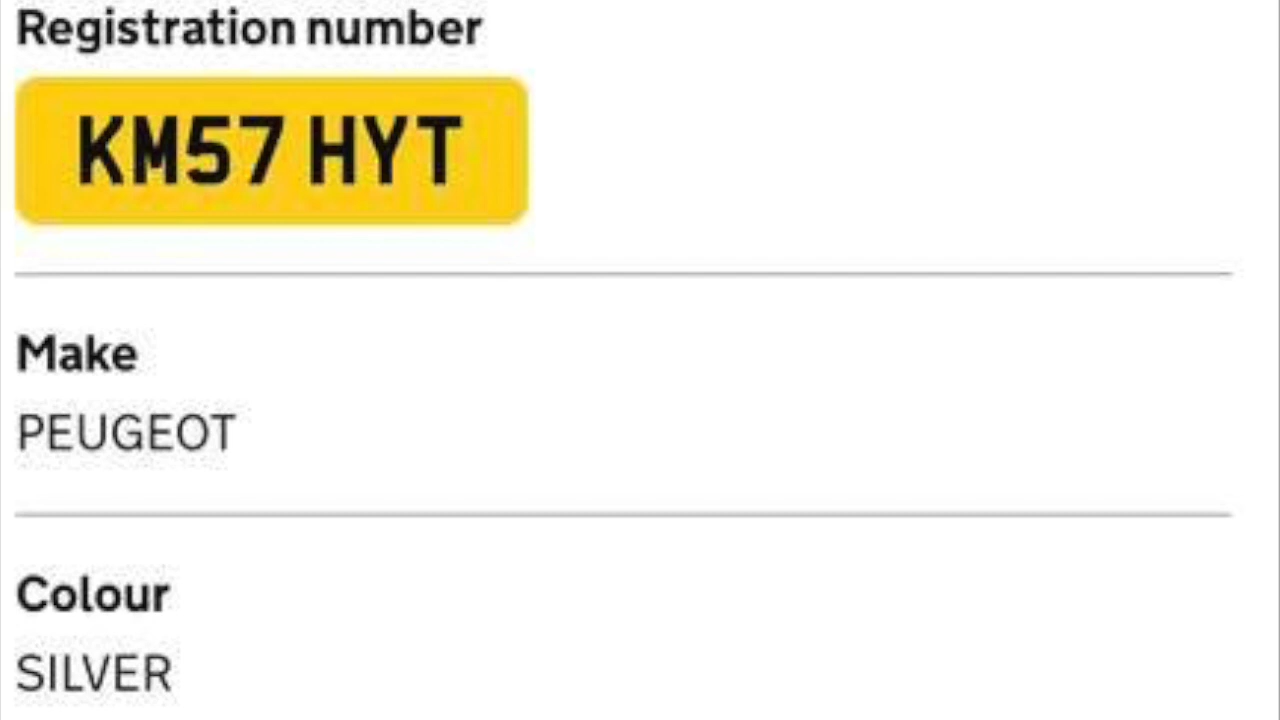 Registration number
KM57 HYT
Make
PEUGEOT
Colour
SILVER